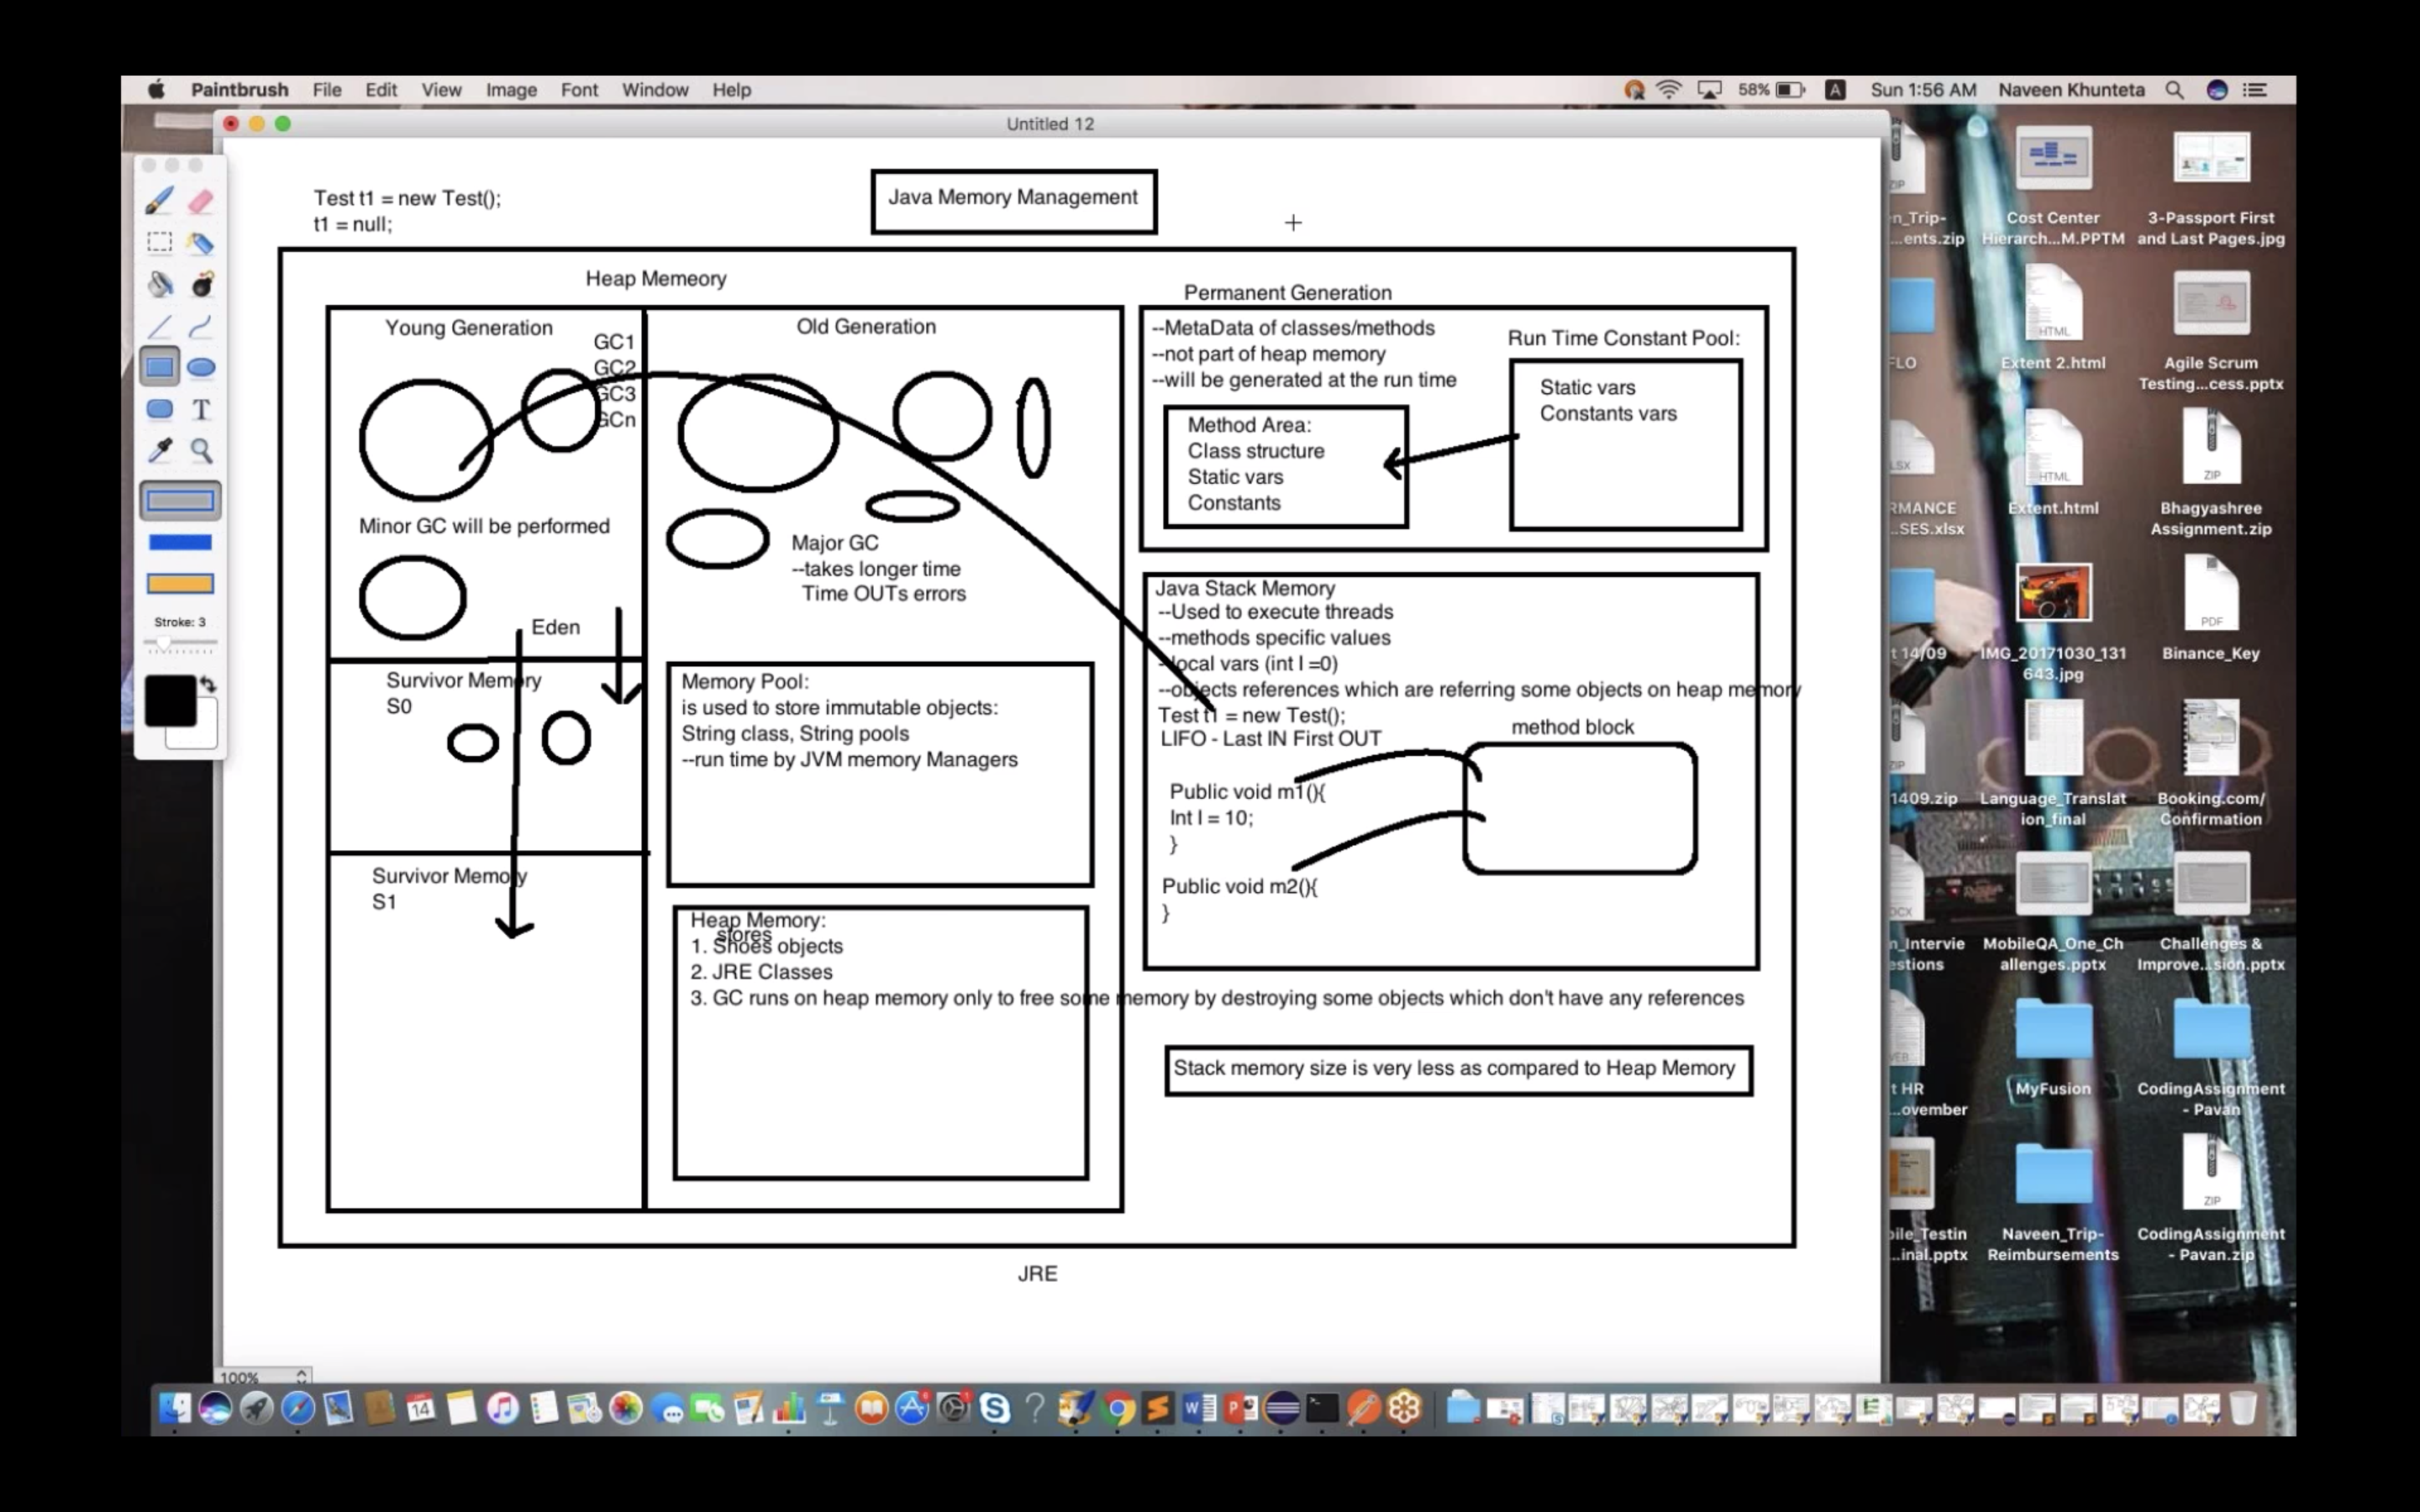 Paintbrush File Edit View Image Font Window Help
58% A Sun 1:56 AM Naveen Khunteta
Untitled 12
Java Memory Management
Test t1 = new Test();
t1 = null;
Heap Memeory
Young Generation
GC1
GC2
GC3
GCn
Minor GC will be performed
Eden
Survivor Memory
S0
Survivor Memory
S1
Old Generation
Major GC
--takes longer time
Time OUTs errors
Memory Pool:
is used to store immutable objects:
String class, String pools
--run time by JVM memory Managers
Heap Memory:
stores
1. Shoes objects
2. JRE Classes
3. GC runs on heap memory only to free some memory by destroying some objects which don't have any references
Permanent Generation
--MetaData of classes/methods
--not part of heap memory
--will be generated at the run time
Method Area:
Class structure
Static vars
Constants
Run Time Constant Pool:
Static vars
Constants vars
Java Stack Memory
--Used to execute threads
--methods specific values
--local vars (int I =0)
--objects references which are referring some objects on heap memory
Test t1 = new Test();
LIFO - Last IN First OUT
method block
Public void m1(){
Int I = 10;
}
Public void m2(){
}
Stack memory size is very less as compared to Heap Memory
JRE
Stroke: 3
100%
n_Trip-
...ents.zip
Cost Center
Hierarch...M.PPTM
3-Passport First
and Last Pages.jpg
FLO
HTML
Extent 2.html
Agile Scrum
Testing...cess.pptx
RMANCE
...SES.xlsx
HTML
Extent.html
ZIP
Bhagyashree
Assignment.zip
t 14/09
IMG_20171030_131
643.jpg
PDF
Binance_Key
1409.zip
Language_Translat
ion_final
Booking.com/
Confirmation
n_Intervie
estions
MobileQA_One_Ch
allenges.pptx
Challenges &
Improve...sion.pptx
t HR
...ovember
MyFusion
CodingAssignment
- Pavan
bile_Testin
...inal.pptx
Naveen_Trip-
Reimbursements
ZIP
CodingAssignment
- Pavan.zip
14